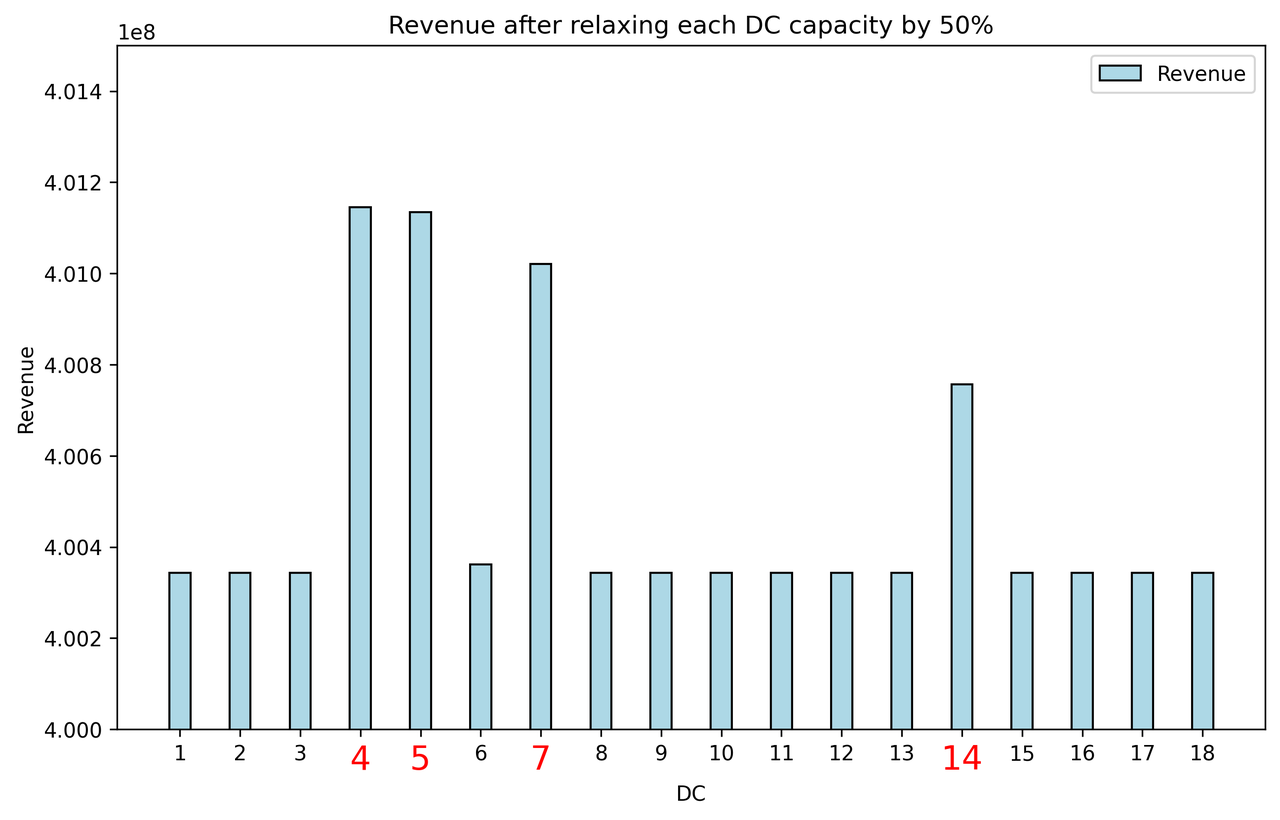 Revenue after relaxing each DC capacity by 50%
1e8
Revenue
4.014
4.012
4.010
4.008
4.006
4.004
4.002
4.000
Revenue
1 2 3 4 5 6 7 8 9 10 11 12 13 14 15 16 17 18
DC